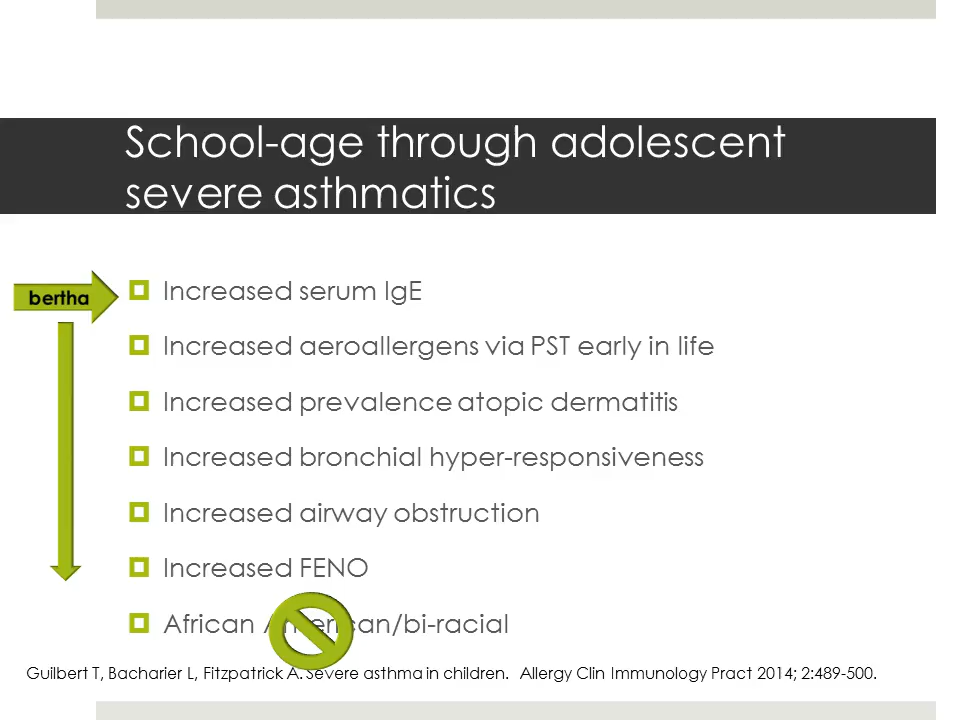 School-age through adolescent
severe asthmatics
bertha
Increased serum IgE
Increased aeroallergens via PST early in life
Increased prevalence atopic dermatitis
Increased bronchial hyper-responsiveness
Increased airway obstruction
Increased FENO
African American/bi-racial
Guilbert T, Bacharier L, Fitzpatrick A. Severe asthma in children. Allergy Clin Immunology Pract 2014; 2:489-500.